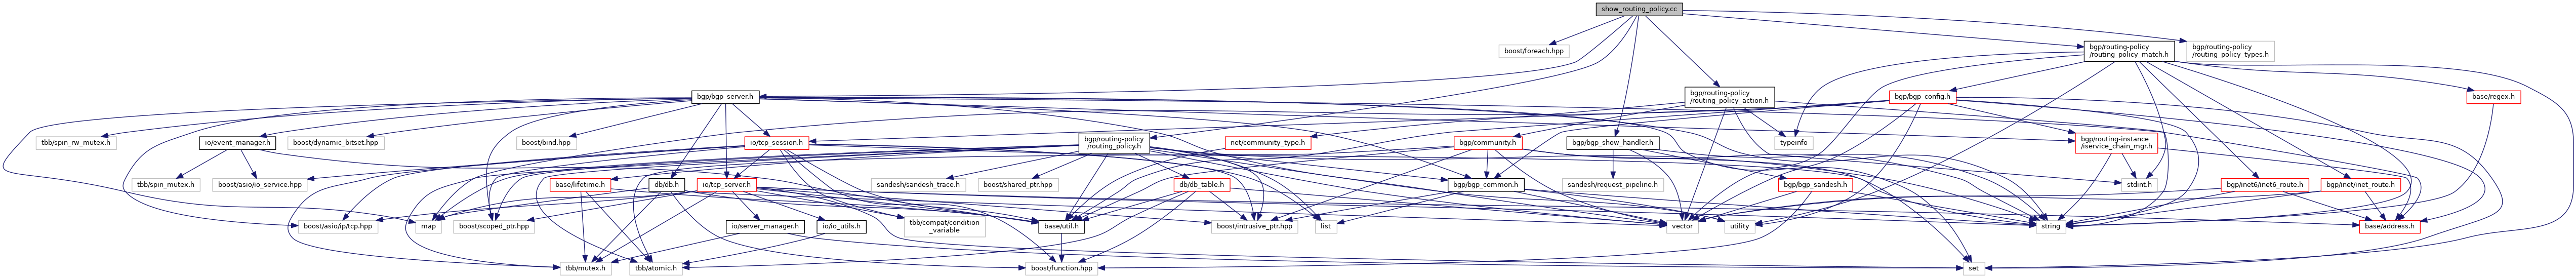 show_routing_policy.cc
boost/foreach.hpp
bgp/routing-policy
/routing_policy_match.h
bgp/routing-policy
/routing_policy_types.h
bgp/bgp_server.h
bgp/routing-policy
/routing_policy_action.h
bgp/bgp_config.h
base/regex.h
tbb/spin_rw_mutex.h
io/event_manager.h
boost/dynamic_bitset.hpp
boost/bind.hpp
io/tcp_session.h
bgp/routing-policy
/routing_policy.h
net/community_type.h
bgp/community.h
bgp/bgp_show_handler.h
typeinfo
bgp/routing-instance
/iservice_chain_mgr.h
tbb/spin_mutex.h
boost/asio/io_service.hpp
base/lifetime.h
db/db.h
io/tcp_server.h
sandesh/sandesh_trace.h
boost/shared_ptr.hpp
db/db_table.h
bgp/bgp_common.h
sandesh/request_pipeline.h
bgp/bgp_sandesh.h
stdint.h
bgp/inet6/inet6_route.h
bgp/inet/inet_route.h
boost/asio/ip/tcp.hpp
map
boost/scoped_ptr.hpp
io/server_manager.h
io/io_utils.h
tbb/compat/condition
_variable
base/util.h
boost/intrusive_ptr.hpp
list
vector
utility
string
base/address.h
tbb/mutex.h
tbb/atomic.h
boost/function.hpp
set